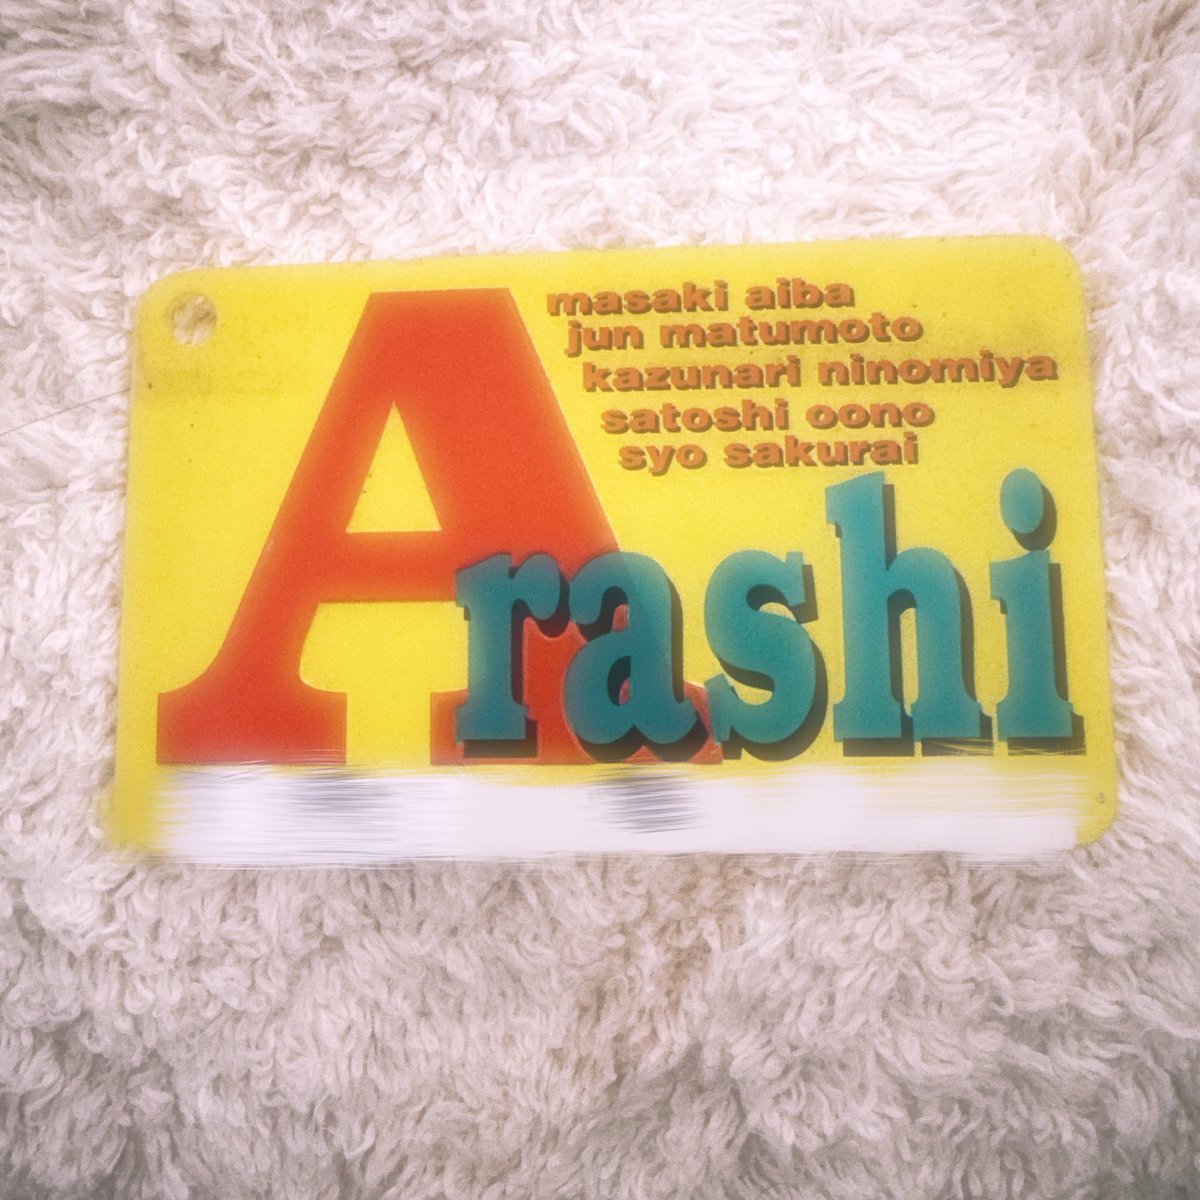 masaki aiba
jun matumoto
kazunari ninomiya
satoshi oono
syo sakurai
Arashi